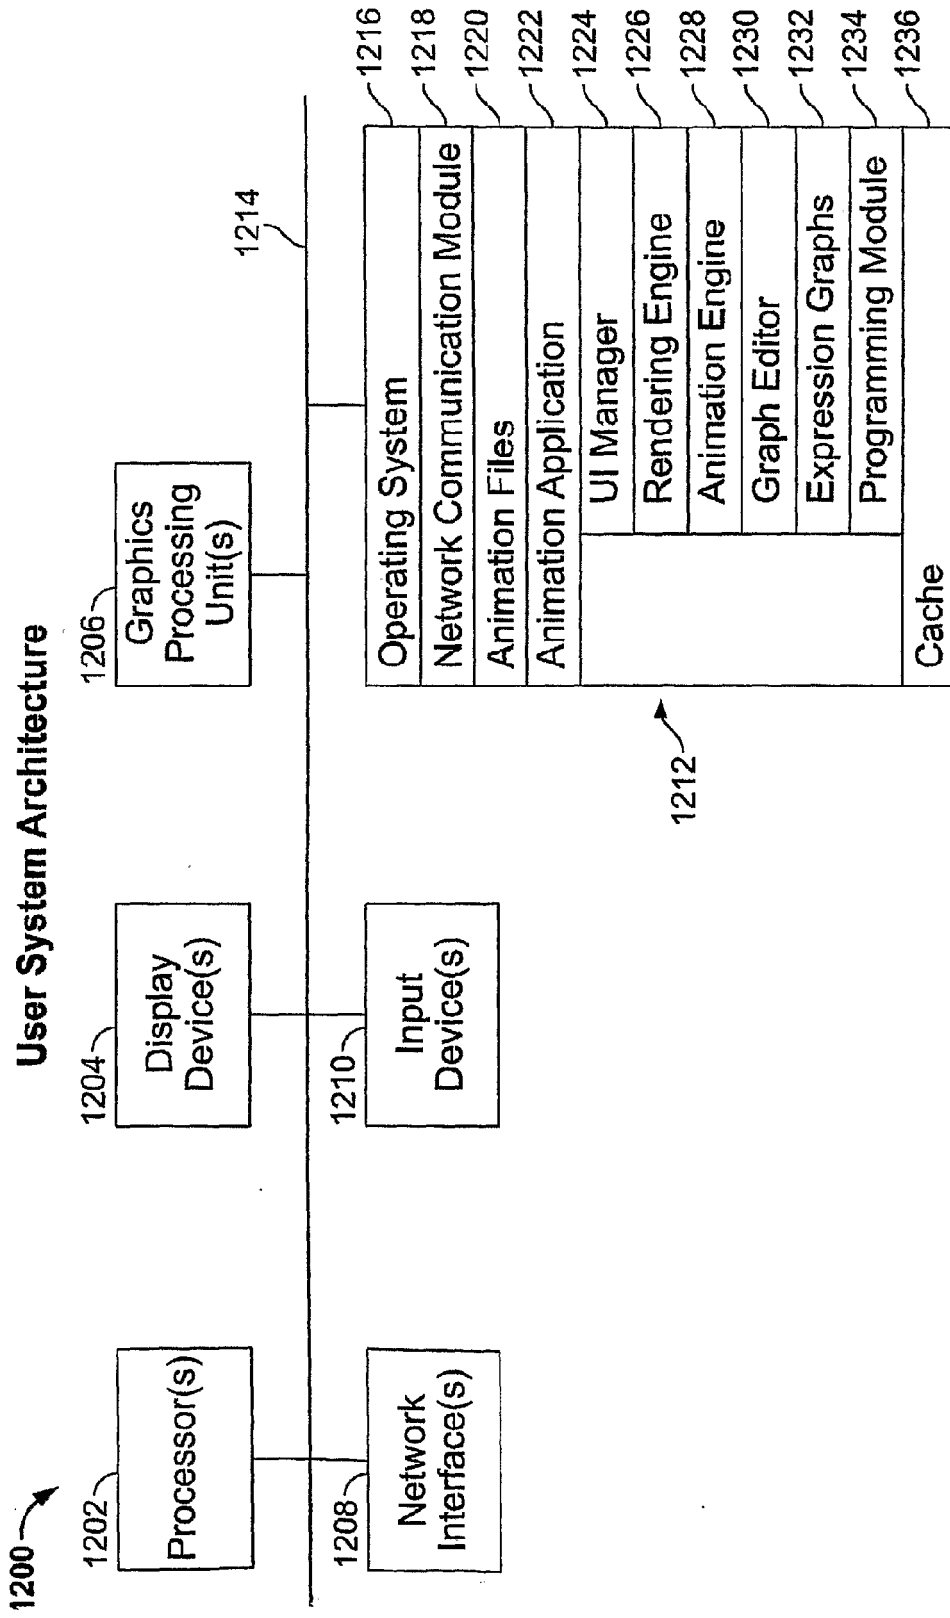 User System Architecture
1200
1202
Processor(s)
1204
Display
Device(s)
1206
Graphics
Processing
Unit(s)
1214
1208
Network
Interface(s)
1210
Input
Device(s)
1212
Operating System
1216
Network Communication Module
1218
Animation Files
1220
Animation Application
1222
UI Manager
1224
Rendering Engine
1226
Animation Engine
1228
Graph Editor
1230
Expression Graphs
1232
Programming Module
1234
Cache
1236